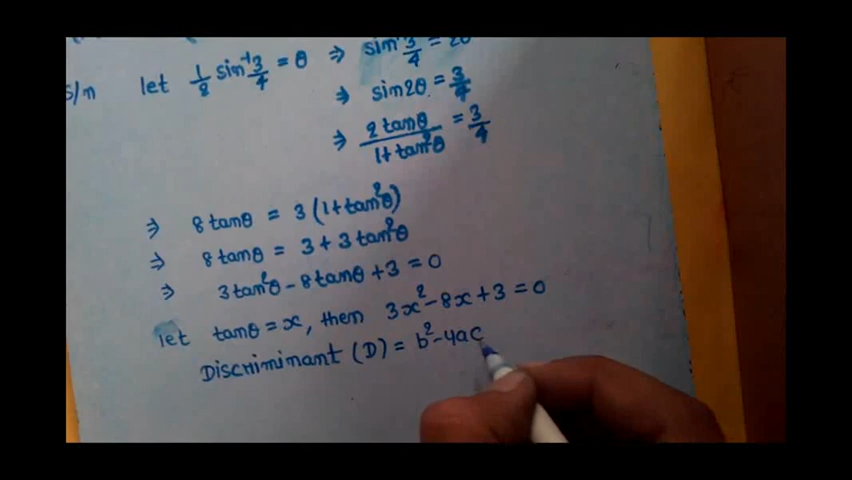 S/n let 1/2 sin⁻¹ 3/4 = θ ⇒ sin⁻¹ 3/4 = 2θ
⇒ sin2θ = 3/4
⇒ 2tanθ/1+tan²θ = 3/4
⇒ 8tanθ = 3(1+tan²θ)
⇒ 8tanθ = 3+3tan²θ
⇒ 3tan²θ-8tanθ+3=0
let tanθ=x, then 3x²-8x+3=0
Discriminant (D) = b²-4ac